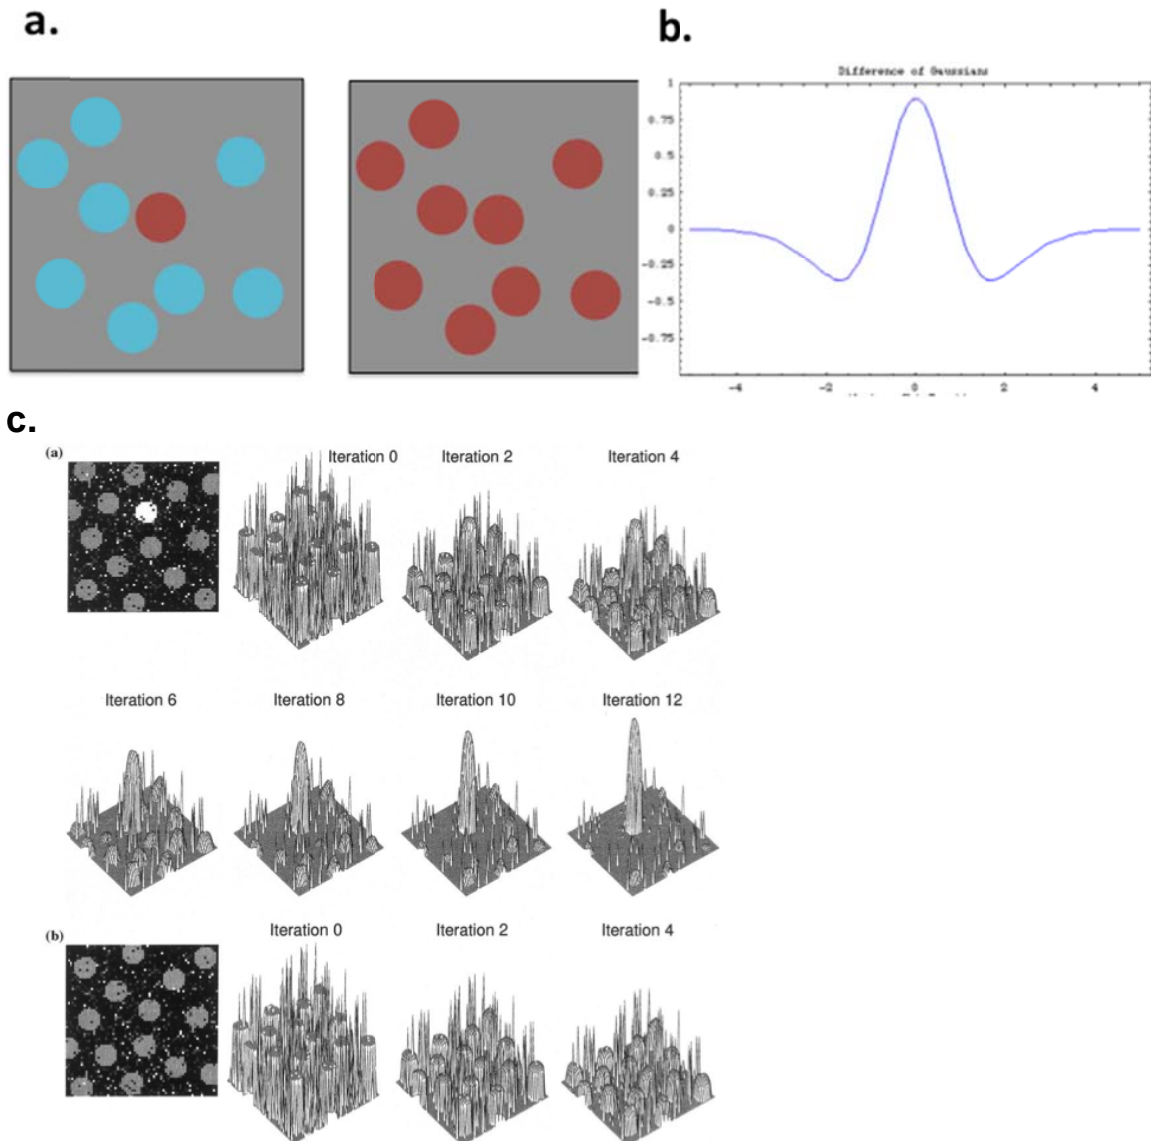 a.
b.
Difference of Gaussians
1
0.75
0.5
0.25
0
-0.25
-0.5
-0.75
-4 -2 0 2 4
c.
(a)
Iteration 0 Iteration 2 Iteration 4
Iteration 6 Iteration 8 Iteration 10 Iteration 12
(b)
Iteration 0 Iteration 2 Iteration 4